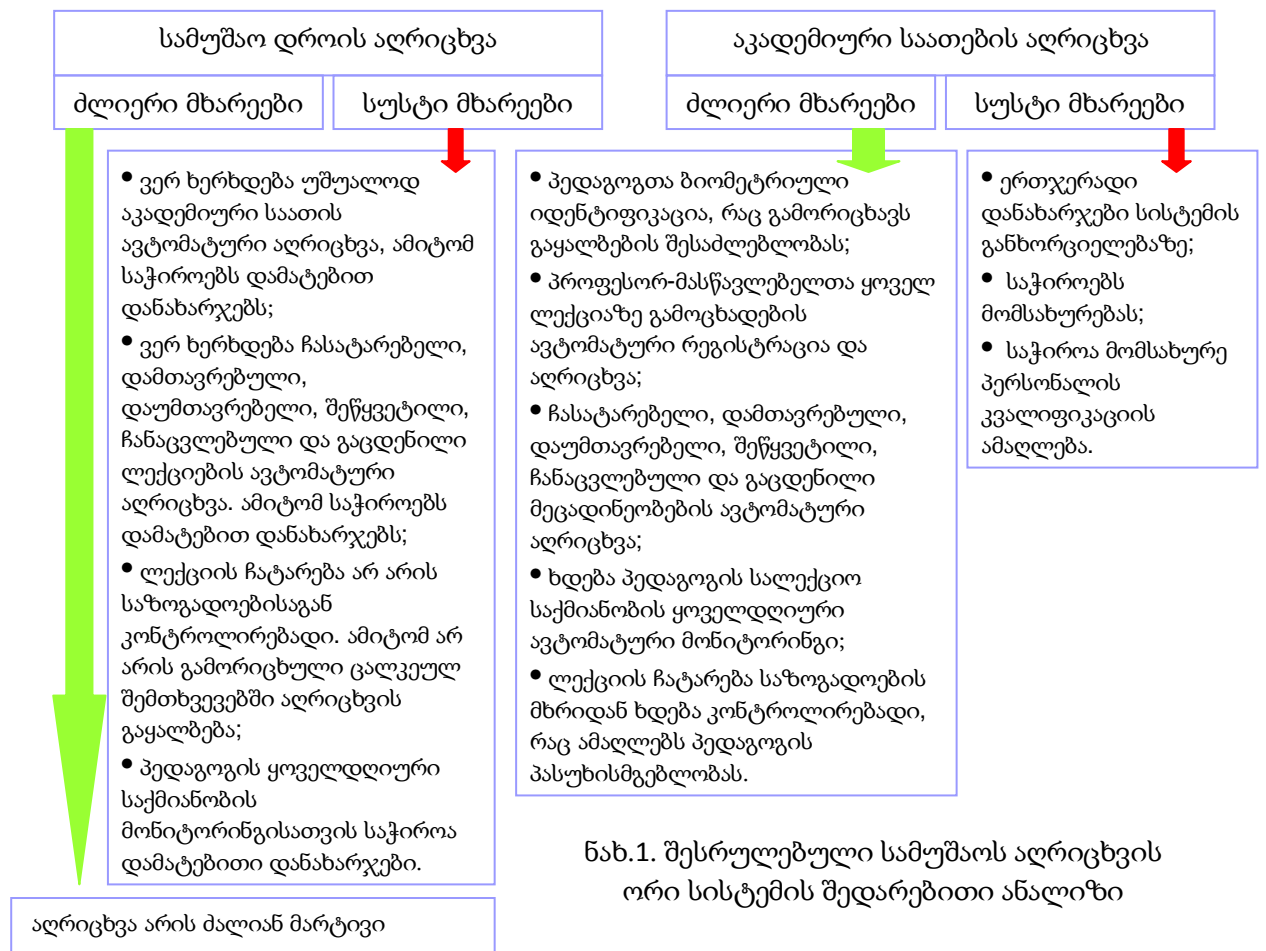 სამუშაო დროის აღრიცხვა
ძლიერი მხარეები
სუსტი მხარეები
• ვერ ხერხდება უშუალოდ
აკადემიური საათის
ავტომატური აღრიცხვა, ამიტომ
საჭიროებს დამატებით
დანახარჯებს;
• ვერ ხერხდება ჩასატარებელი,
დამთავრებული,
დაუმთავრებელი, შეწყვეტილი,
ჩანაცვლებული და გაცდენილი
ლექციების ავტომატური
აღრიცხვა. ამიტომ საჭიროებს
დამატებით დანახარჯებს;
• ლექციის ჩატარება არ არის
საზოგადოებისაგან
კონტროლირებადი. ამიტომ არ
არის გამორიცხული ცალკეულ
შემთხვევებში აღრიცხვის
გაყალბება;
• პედაგოგის ყოველდღიური
საქმიანობის
მონიტორინგისათვის საჭიროა
დამატებითი დანახარჯები.
აღრიცხვა არის ძალიან მარტივი
აკადემიური საათების აღრიცხვა
ძლიერი მხარეები
სუსტი მხარეები
• პედაგოგთა ბიომეტრიული
იდენტიფიკაცია, რაც გამორიცხავს
გაყალბების შესაძლებლობას;
• პროფესორ-მასწავლებელთა ყოველ
ლექციაზე გამოცხადების
ავტომატური რეგისტრაცია და
აღრიცხვა;
• ჩასატარებელი, დამთავრებული,
დაუმთავრებელი, შეწყვეტილი,
ჩანაცვლებული და გაცდენილი
მეცადინეობების ავტომატური
აღრიცხვა;
• ხდება პედაგოგის სალექციო
საქმიანობის ყოველდღიური
ავტომატური მონიტორინგი;
• ლექციის ჩატარება საზოგადოების
მხრიდან ხდება კონტროლირებადი,
რაც ამაღლებს პედაგოგის
პასუხისმგებლობას.
• ერთჯერადი
დანახარჯები სისტემის
განხორციელებაზე;
• საჭიროებს
მომსახურებას;
• საჭიროა მომსახურე
პერსონალის
კვალიფიკაციის
ამაღლება.
ნახ.1. შესრულებული სამუშაოს აღრიცხვის
ორი სისტემის შედარებითი ანალიზი